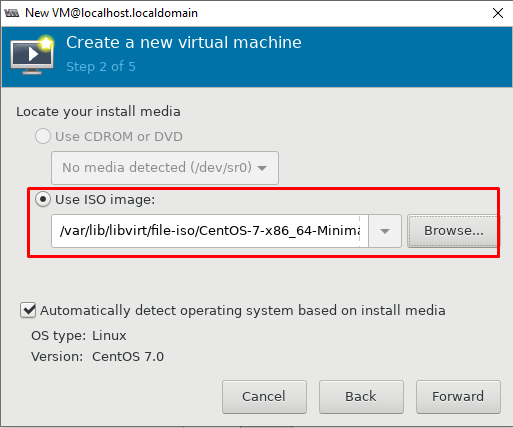 New VM@localhost.localdomain
Create a new virtual machine
Step 2 of 5
Locate your install media
Use CDROM or DVD
No media detected (/dev/sr0)
Use ISO image:
/var/lib/libvirt/file-iso/CentOS-7-x86_64-Minima
Browse...
Automatically detect operating system based on install media
OS type: Linux
Version: CentOS 7.0
Cancel Back Forward